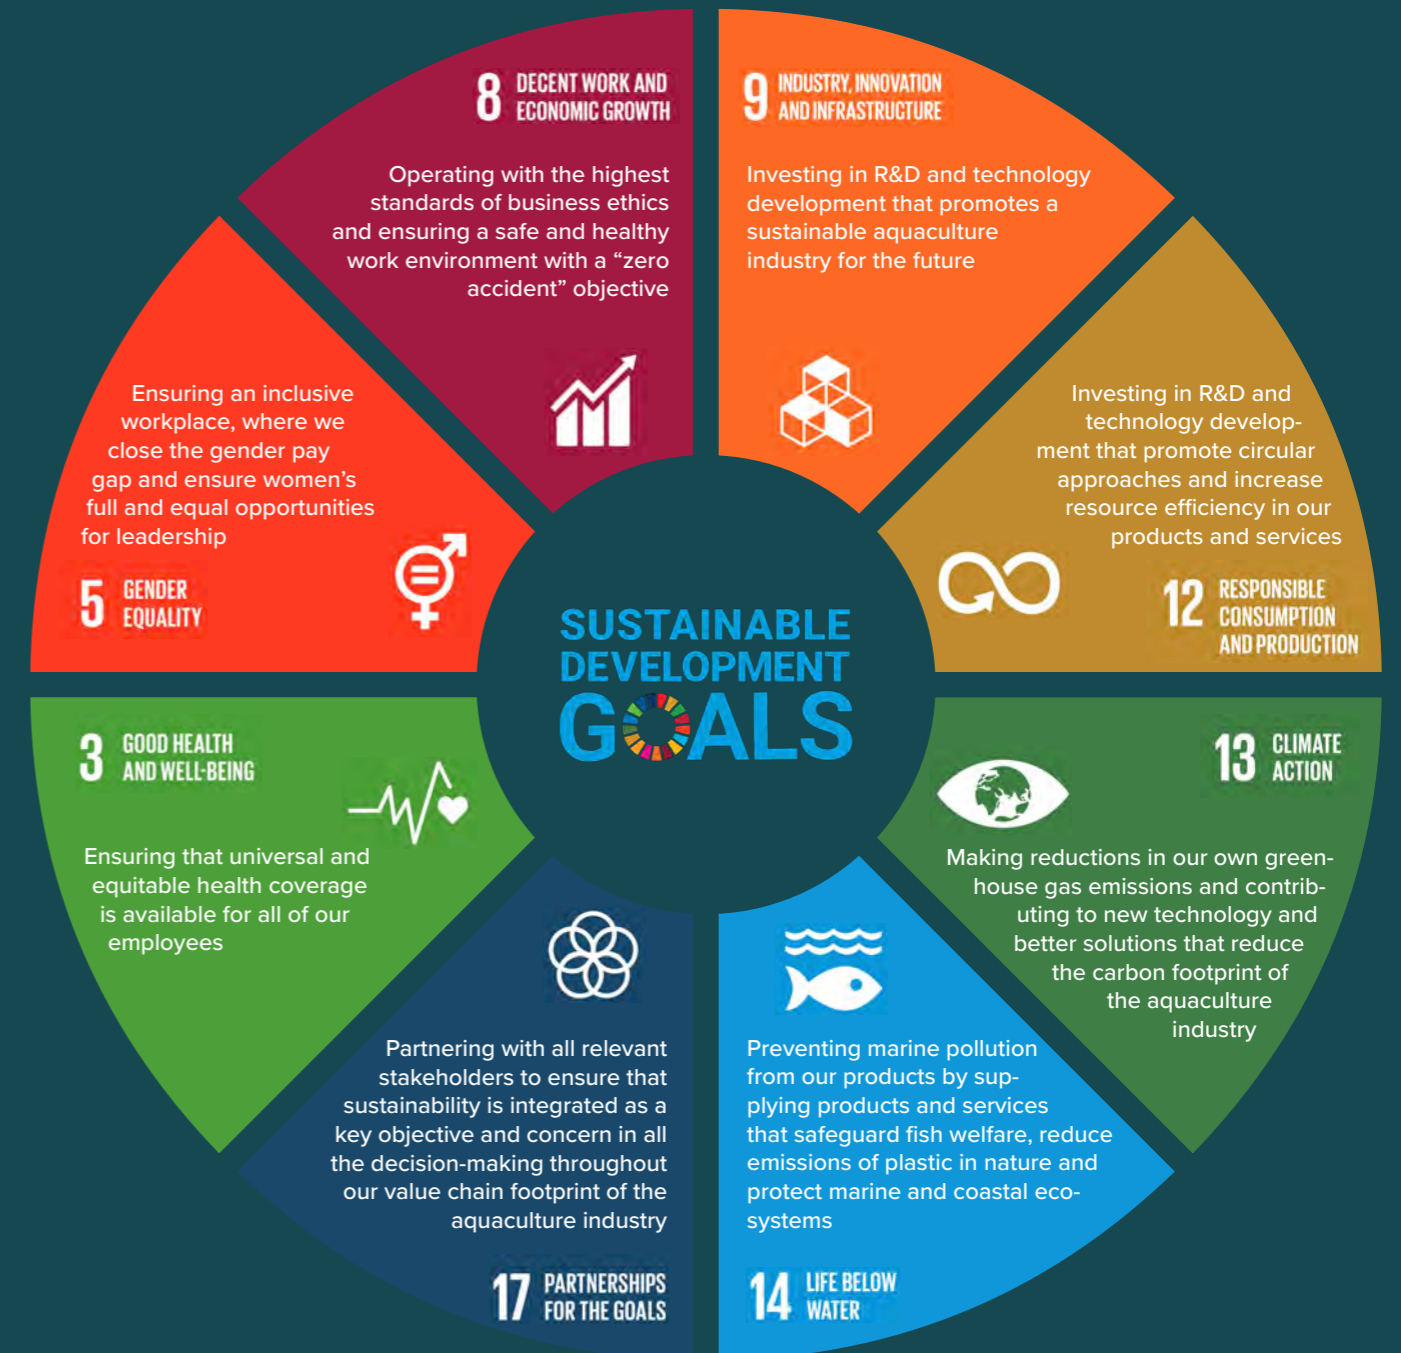 8 DECENT WORK AND
ECONOMIC GROWTH
Operating with the highest
standards of business ethics
and ensuring a safe and healthy
work environment with a “zero
accident” objective
9 INDUSTRY, INNOVATION
AND INFRASTRUCTURE
Investing in R&D and technology
development that promotes a
sustainable aquaculture
industry for the future
Investing in R&D and
technology develop-
ment that promote circular
approaches and increase
resource efficiency in our
products and services
12 RESPONSIBLE
CONSUMPTION
AND PRODUCTION
13 CLIMATE
ACTION
Making reductions in our own green-
house gas emissions and contrib-
uting to new technology and
better solutions that reduce
the carbon footprint of
the aquaculture
industry
Preventing marine pollution
from our products by sup-
plying products and services
that safeguard fish welfare, reduce
emissions of plastic in nature and
protect marine and coastal eco-
systems
14 LIFE BELOW
WATER
Partnering with all relevant
stakeholders to ensure that
sustainability is integrated as a
key objective and concern in all
the decision-making throughout
our value chain footprint of the
aquaculture industry
17 PARTNERSHIPS
FOR THE GOALS
3 GOOD HEALTH
AND WELL-BEING
Ensuring that universal and
equitable health coverage
is available for all of our
employees
Ensuring an inclusive
workplace, where we
close the gender pay
gap and ensure women’s
full and equal opportunities
for leadership
5 GENDER
EQUALITY
SUSTAINABLE
DEVELOPMENT
GOALS